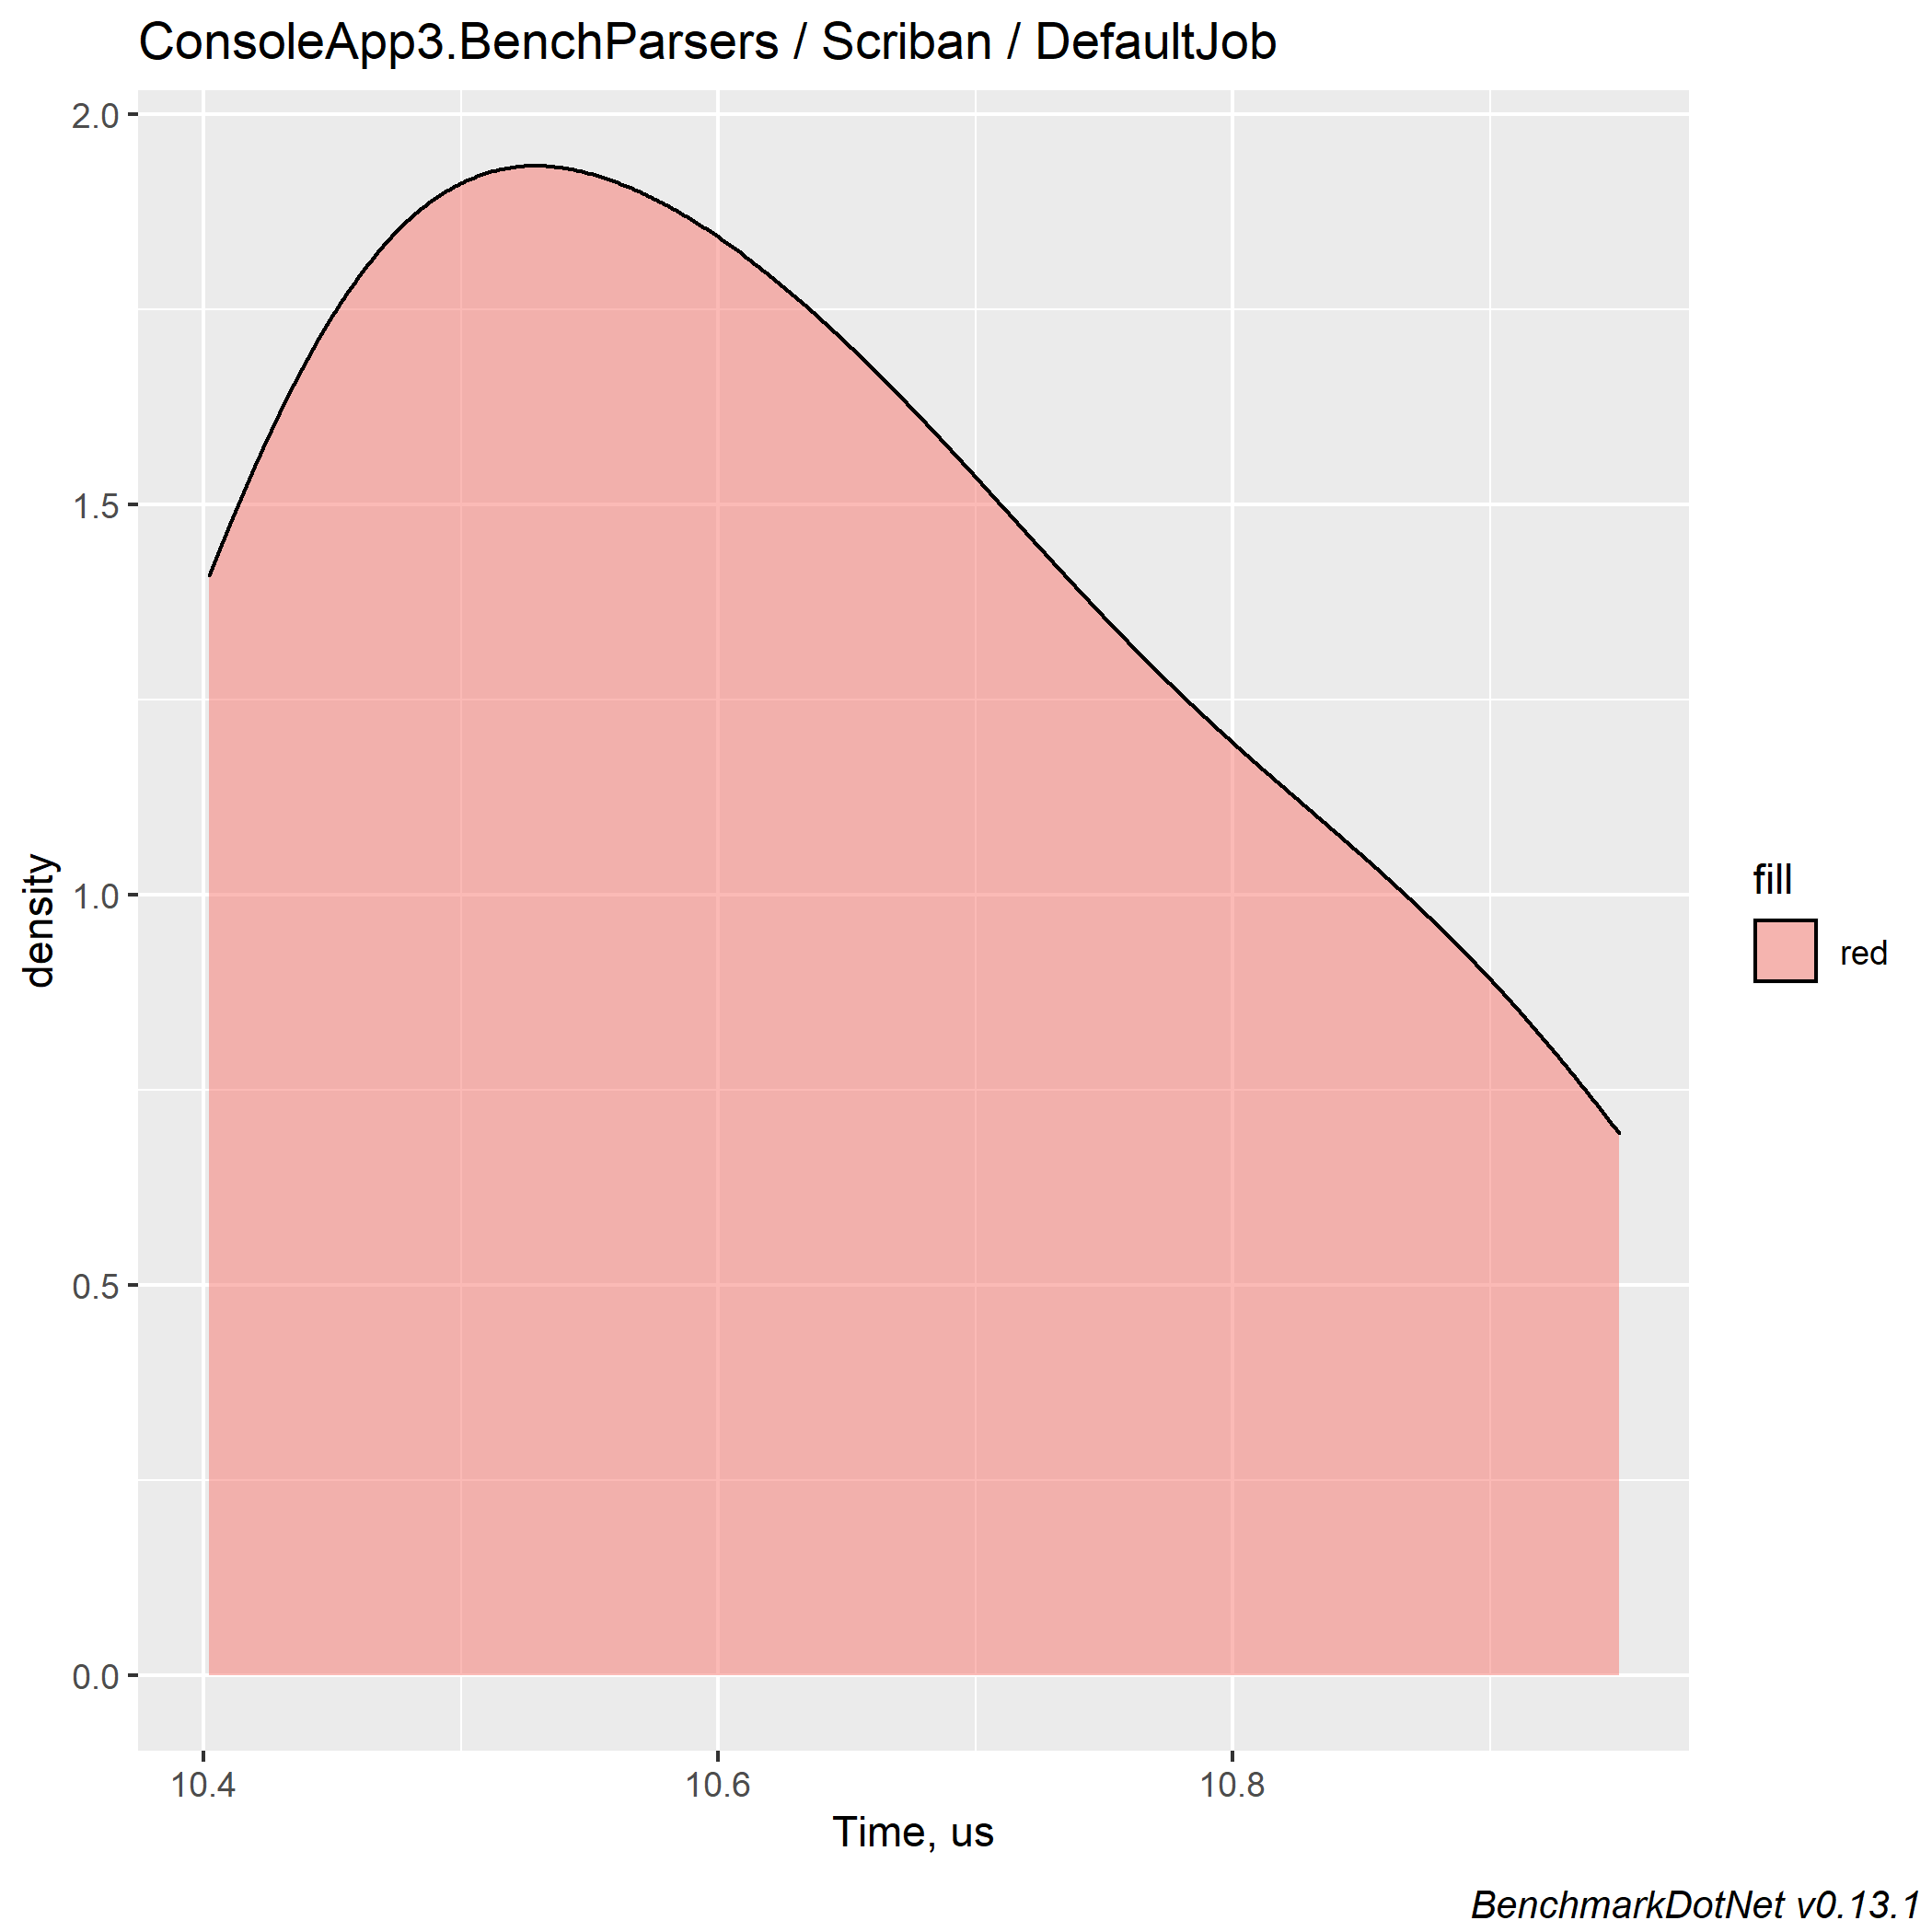 ConsoleApp3.BenchParsers / Scriban / DefaultJob
2.0
1.5
1.0
0.5
0.0
density
10.4
10.6
10.8
Time, us
fill
red
BenchmarkDotNet v0.13.1